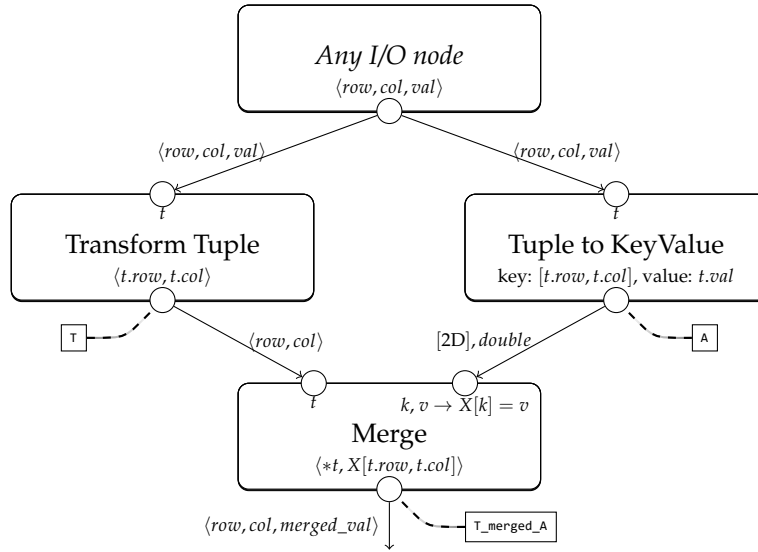 Any I/O node
⟨row, col, val⟩
⟨row, col, val⟩
⟨row, col, val⟩
t
Transform Tuple
⟨t.row, t.col⟩
t
Tuple to KeyValue
key: [t.row, t.col], value: t.val
T
A
⟨row, col⟩
[2D], double
t
k, v → X[k] = v
Merge
⟨*t, X[t.row, t.col]⟩
⟨row, col, merged_val⟩
T_merged_A